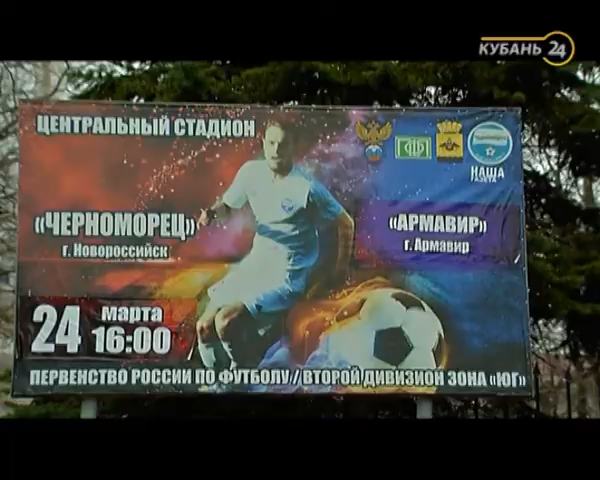 КУБАНЬ 24
ЦЕНТРАЛЬНЫЙ СТАДИОН
НАША
ГАЗЕТА
«ЧЕРНОМОРЕЦ»
г. Новороссийск
«АРМАВИР»
г. Армавир
24 марта
16:00
ПЕРВЕНСТВО РОССИИ ПО ФУТБОЛУ / ВТОРОЙ ДИВИЗИОН ЗОНА «ЮГ»